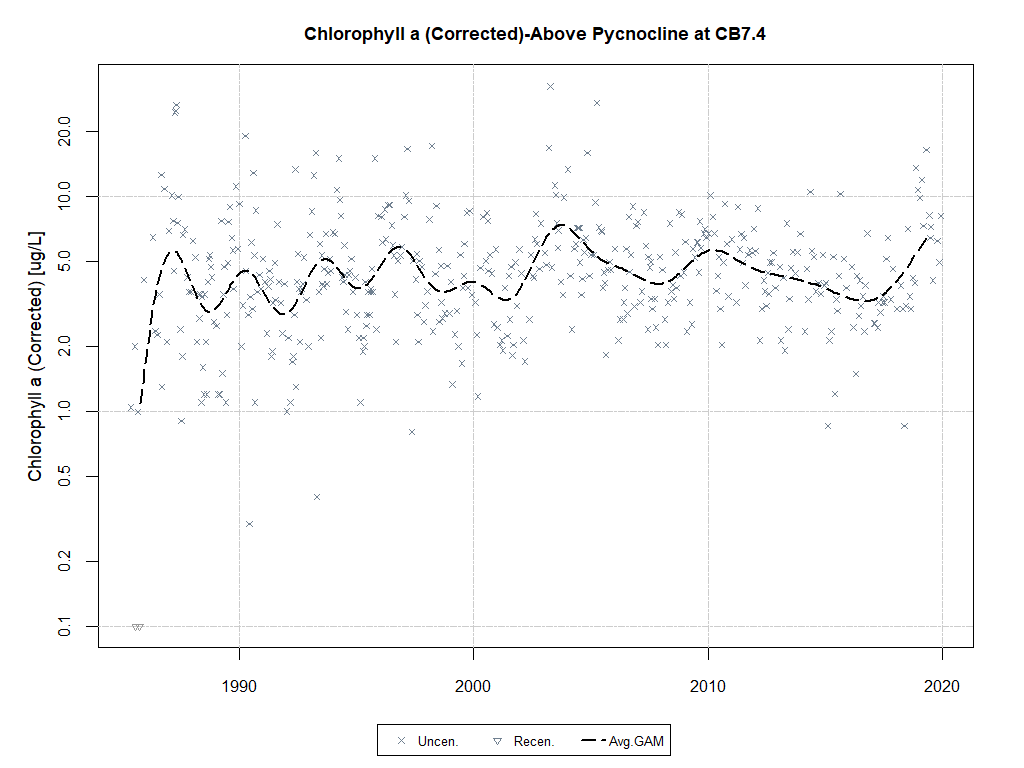 Chlorophyll a (Corrected)-Above Pycnocline at CB7.4
Chlorophyll a (Corrected) [ug/L]
20.0
10.0
5.0
2.0
1.0
0.5
0.2
0.1
1990 2000 2010 2020
Uncen. Recen. Avg.GAM